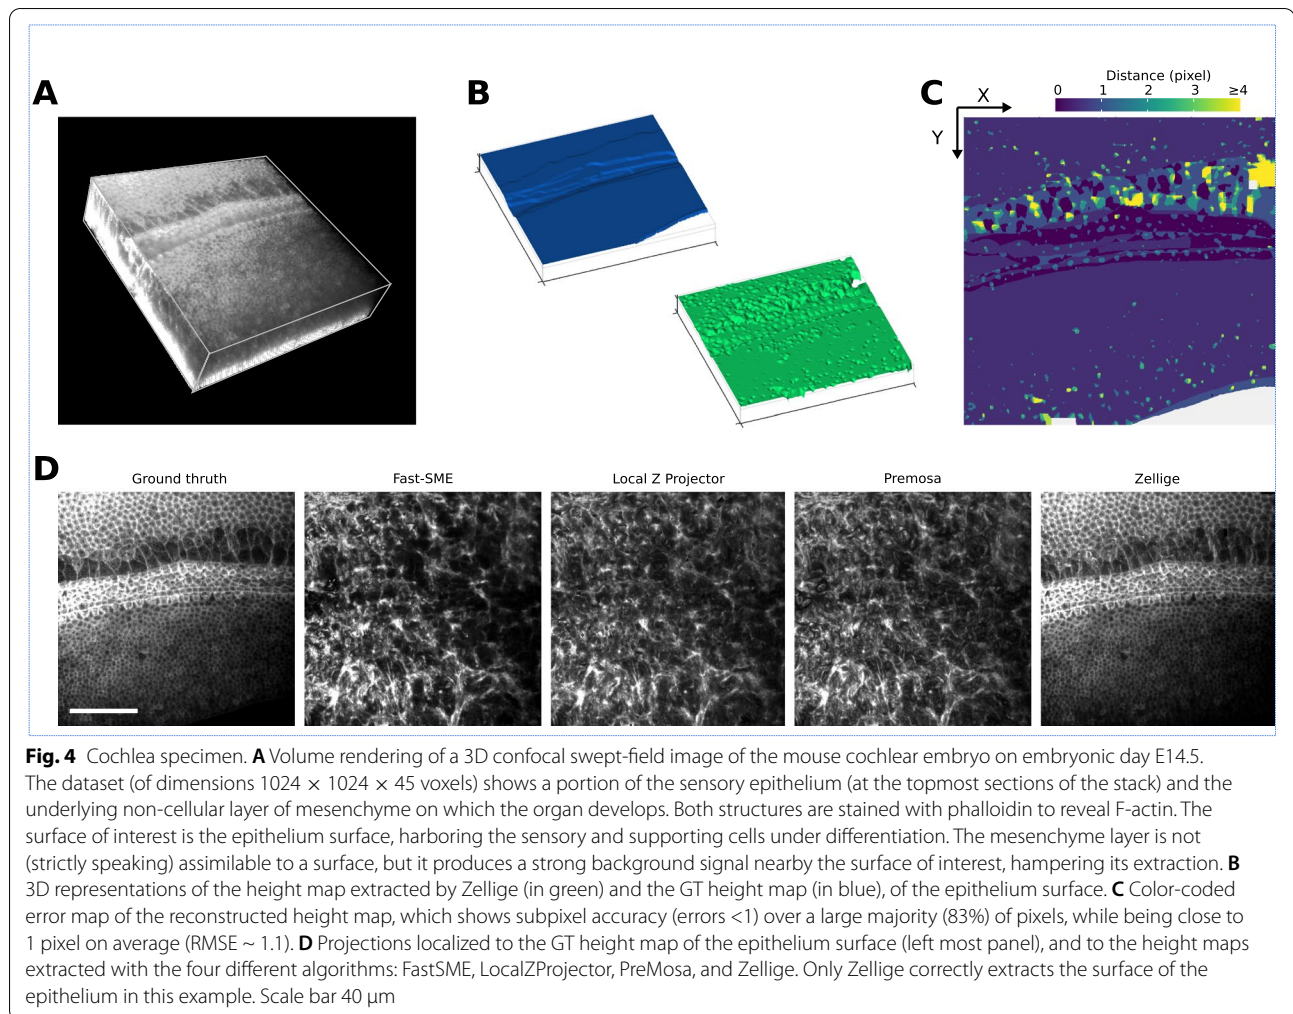 A
B
C
Distance (pixel)
0 1 2 3 ≥4
X
Y
D
Ground thruth Fast-SME Local Z Projector Premosa Zellige
Fig. 4 Cochlea specimen. A Volume rendering of a 3D confocal swept-field image of the mouse cochlear embryo on embryonic day E14.5.
The dataset (of dimensions 1024 × 1024 × 45 voxels) shows a portion of the sensory epithelium (at the topmost sections of the stack) and the
underlying non-cellular layer of mesenchyme on which the organ develops. Both structures are stained with phalloidin to reveal F-actin. The
surface of interest is the epithelium surface, harboring the sensory and supporting cells under differentiation. The mesenchyme layer is not
(strictly speaking) assimilable to a surface, but it produces a strong background signal nearby the surface of interest, hampering its extraction. B
3D representations of the height map extracted by Zellige (in green) and the GT height map (in blue), of the epithelium surface. C Color-coded
error map of the reconstructed height map, which shows subpixel accuracy (errors <1) over a large majority (83%) of pixels, while being close to
1 pixel on average (RMSE ~ 1.1). D Projections localized to the GT height map of the epithelium surface (left most panel), and to the height maps
extracted with the four different algorithms: FastSME, LocalZProjector, PreMosa, and Zellige. Only Zellige correctly extracts the surface of the
epithelium in this example. Scale bar 40 μm